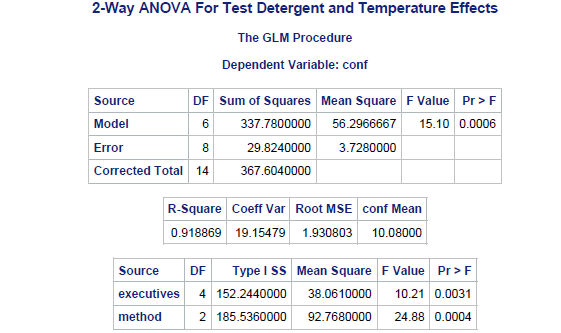 2-Way ANOVA For Test Detergent and Temperature Effects
The GLM Procedure
Dependent Variable: conf
Source DF Sum of Squares Mean Square F Value Pr > F
Model 6 337.7800000 56.2966667 15.10 0.0006
Error 8 29.8240000 3.7280000
Corrected Total 14 367.6040000
R-Square Coeff Var Root MSE conf Mean
0.918869 19.15479 1.930803 10.08000
Source DF Type I SS Mean Square F Value Pr > F
executives 4 152.2440000 38.0610000 10.21 0.0031
method 2 185.5360000 92.7680000 24.88 0.0004